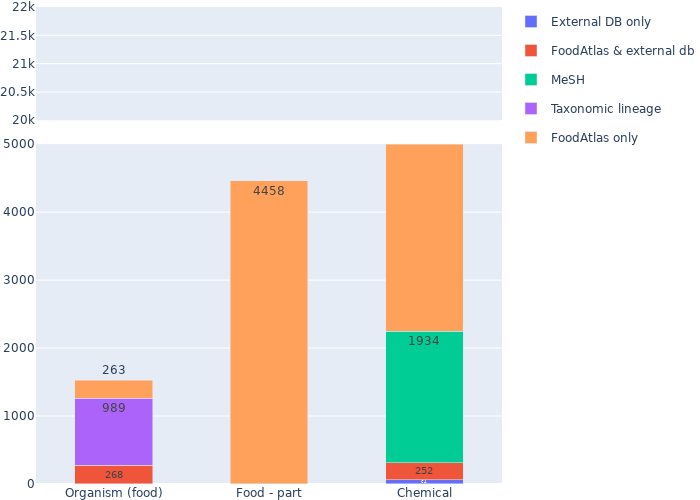 22k
21.5k
21k
20.5k
20k
5000
4000
3000
2000
1000
0
263
989
268
4458
1934
252
Organism (food)
Food - part
Chemical
External DB only
FoodAtlas & external db
MeSH
Taxonomic lineage
FoodAtlas only